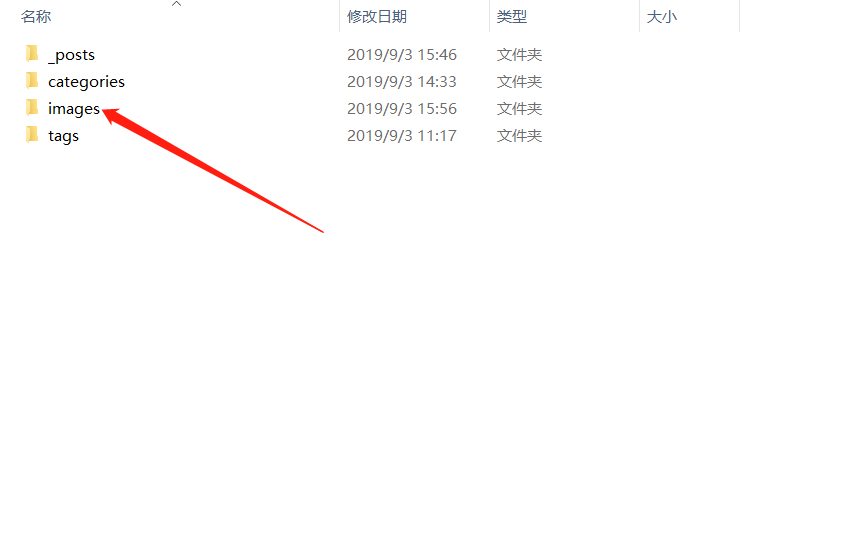 名称 修改日期 类型 大小
_posts 2019/9/3 15:46 文件夹
categories 2019/9/3 14:33 文件夹
images 2019/9/3 15:56 文件夹
tags 2019/9/3 11:17 文件夹